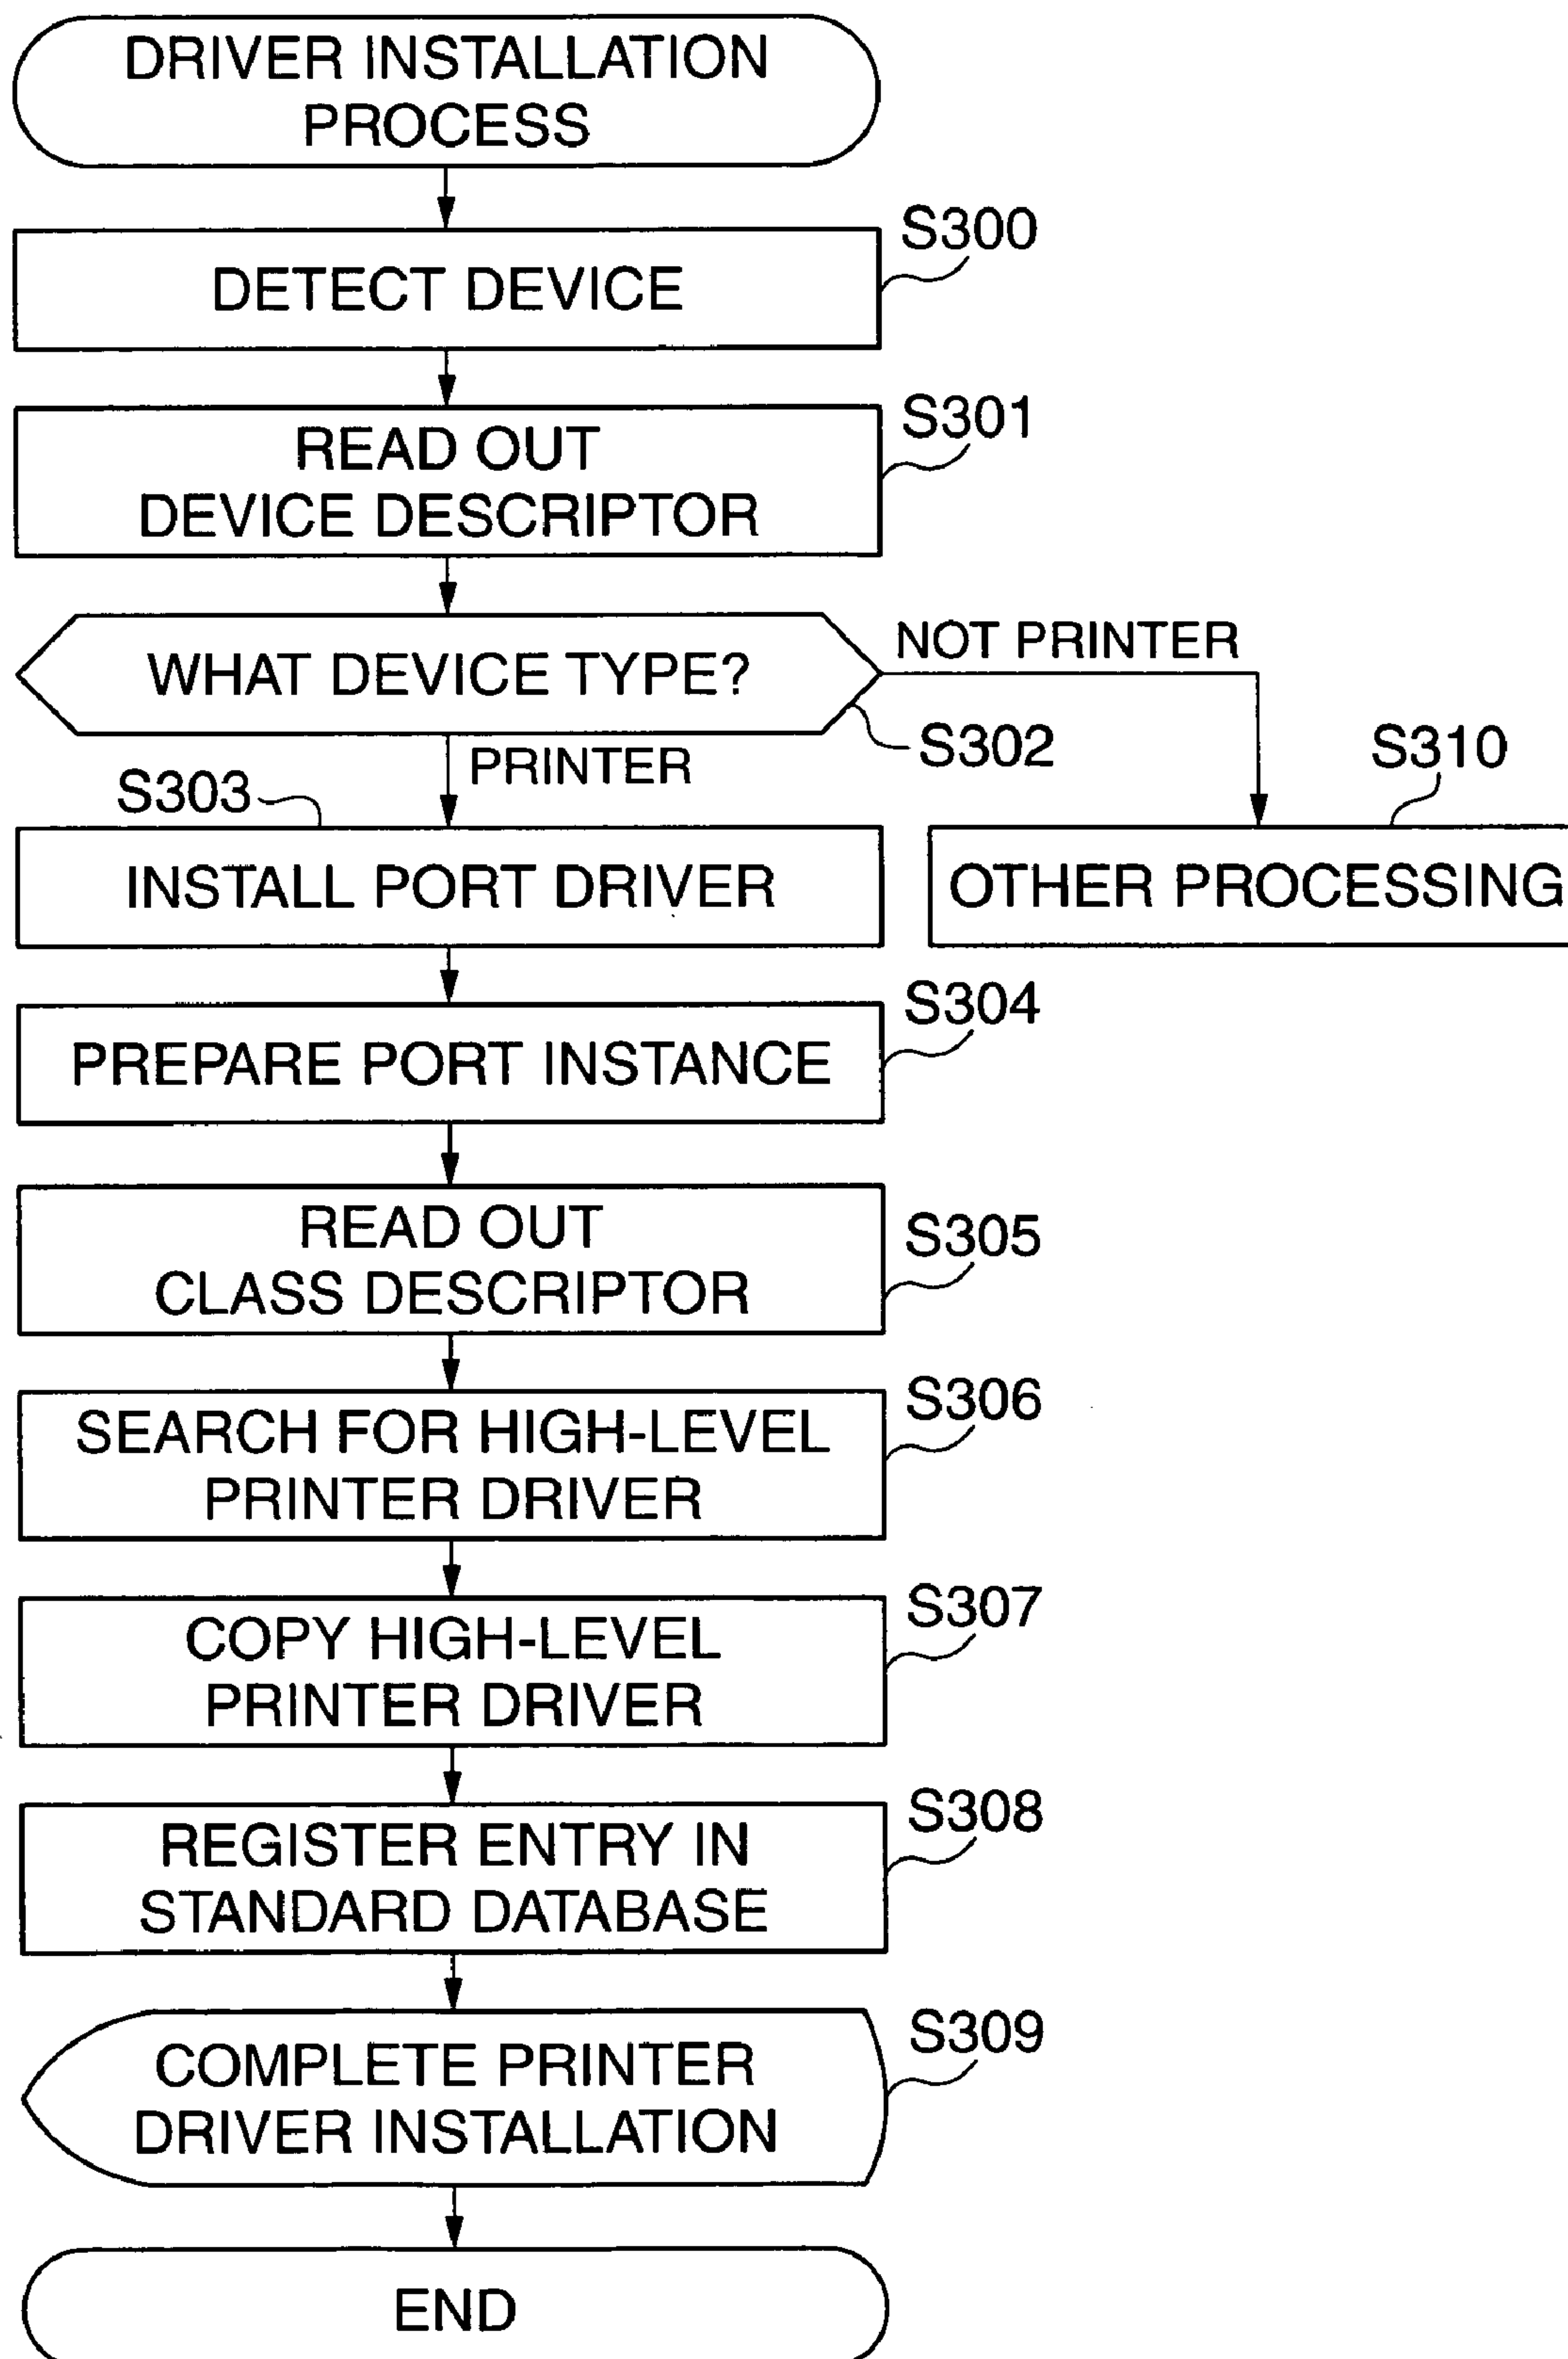 DRIVER INSTALLATION
PROCESS
S300
DETECT DEVICE
S301
READ OUT
DEVICE DESCRIPTOR
NOT PRINTER
WHAT DEVICE TYPE?
S302
PRINTER
S303
S310
INSTALL PORT DRIVER
OTHER PROCESSING
S304
PREPARE PORT INSTANCE
S305
READ OUT
CLASS DESCRIPTOR
S306
SEARCH FOR HIGH-LEVEL
PRINTER DRIVER
S307
COPY HIGH-LEVEL
PRINTER DRIVER
S308
REGISTER ENTRY IN
STANDARD DATABASE
S309
COMPLETE PRINTER
DRIVER INSTALLATION
END